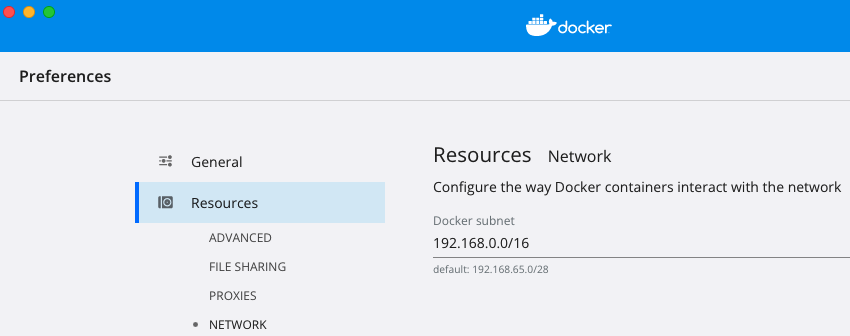 docker
Preferences
General
Resources
ADVANCED
FILE SHARING
PROXIES
NETWORK
Resources Network
Configure the way Docker containers interact with the network
Docker subnet
192.168.0.0/16
default: 192.168.65.0/28